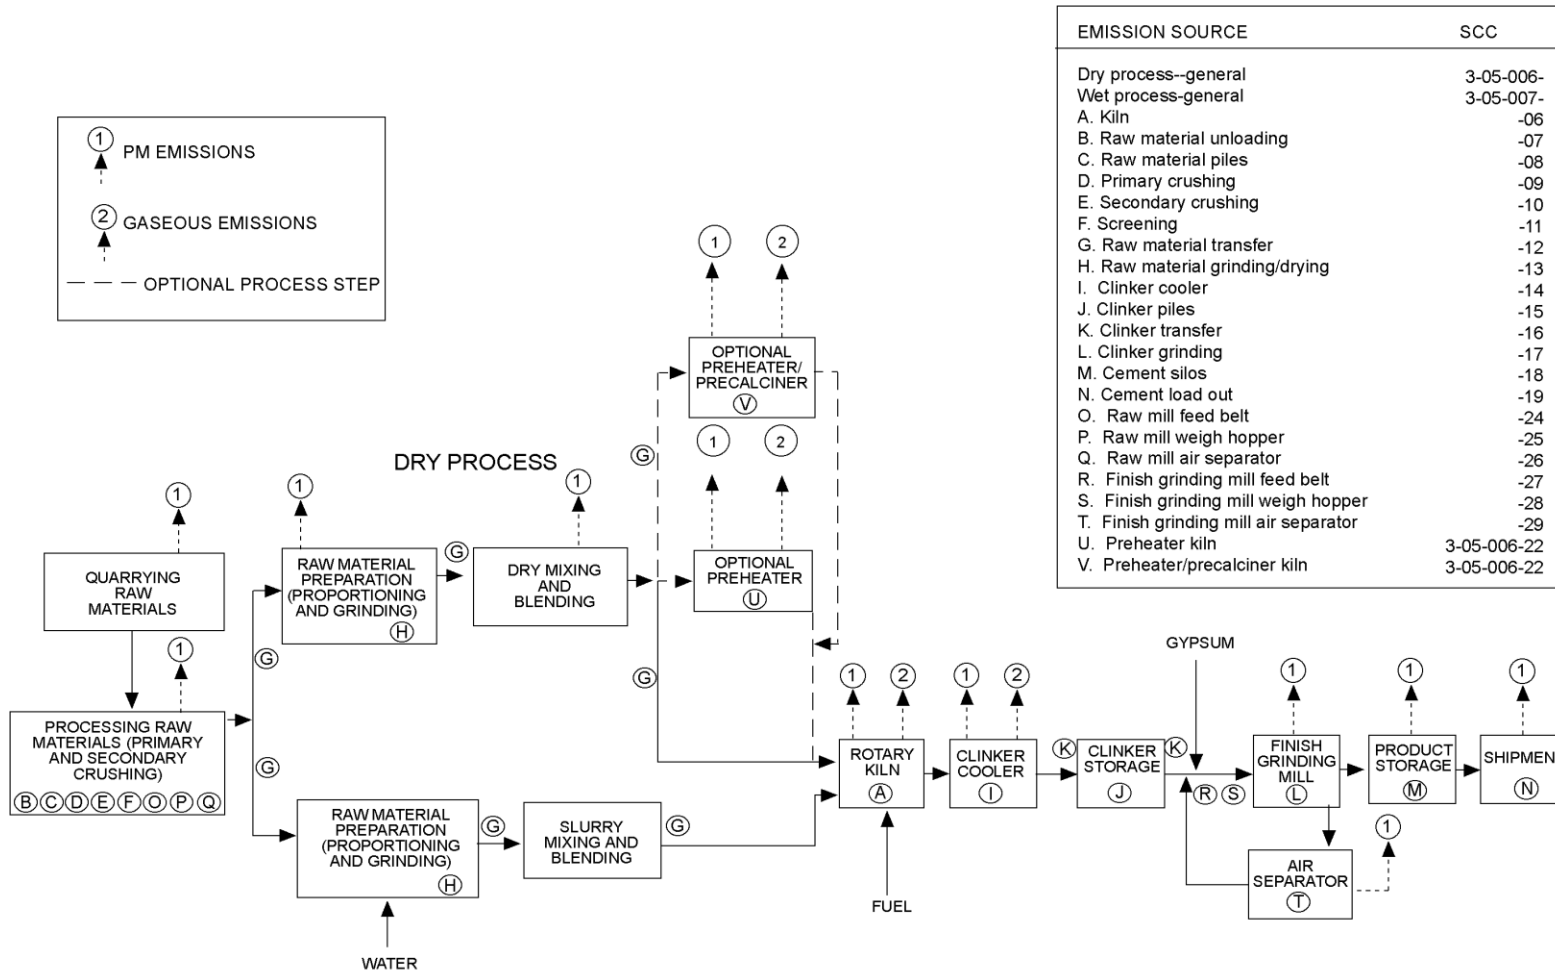 EMISSION SOURCE SCC
Dry process--general 3-05-006-
Wet process-general 3-05-007-
A. Kiln -06
B. Raw material unloading -07
C. Raw material piles -08
D. Primary crushing -09
E. Secondary crushing -10
F. Screening -11
G. Raw material transfer -12
H. Raw material grinding/drying -13
I. Clinker cooler -14
J. Clinker piles -15
K. Clinker transfer -16
L. Clinker grinding -17
M. Cement silos -18
N. Cement load out -19
O. Raw mill feed belt -24
P. Raw mill weigh hopper -25
Q. Raw mill air separator -26
R. Finish grinding mill feed belt -27
S. Finish grinding mill weigh hopper -28
T. Finish grinding mill air separator -29
U. Preheater kiln 3-05-006-22
V. Preheater/precalciner kiln 3-05-006-22
1 PM EMISSIONS
2 GASEOUS EMISSIONS
OPTIONAL PROCESS STEP
1 2
OPTIONAL
PREHEATER/
PRECALCINER
V
1 2
G
DRY PROCESS
1
1
1
QUARRYING
RAW
MATERIALS
RAW MATERIAL
PREPARATION
(PROPORTIONING
AND GRINDING)
H
G
DRY MIXING
AND
BLENDING
OPTIONAL
PREHEATER
U
1
G
G
PROCESSING RAW
MATERIALS (PRIMARY
AND SECONDARY
CRUSHING)
B C D E F O P Q
G
RAW MATERIAL
PREPARATION
(PROPORTIONING
AND GRINDING)
H
WATER
G
SLURRY
MIXING AND
BLENDING
G
1 2
ROTARY
KILN
A
FUEL
1 2
CLINKER
COOLER
I
K
CLINKER
STORAGE
J
K
GYPSUM
R S
1
FINISH
GRINDING
MILL
L
1
PRODUCT
STORAGE
M
1
SHIPMEN
N
1
AIR
SEPARATOR
T